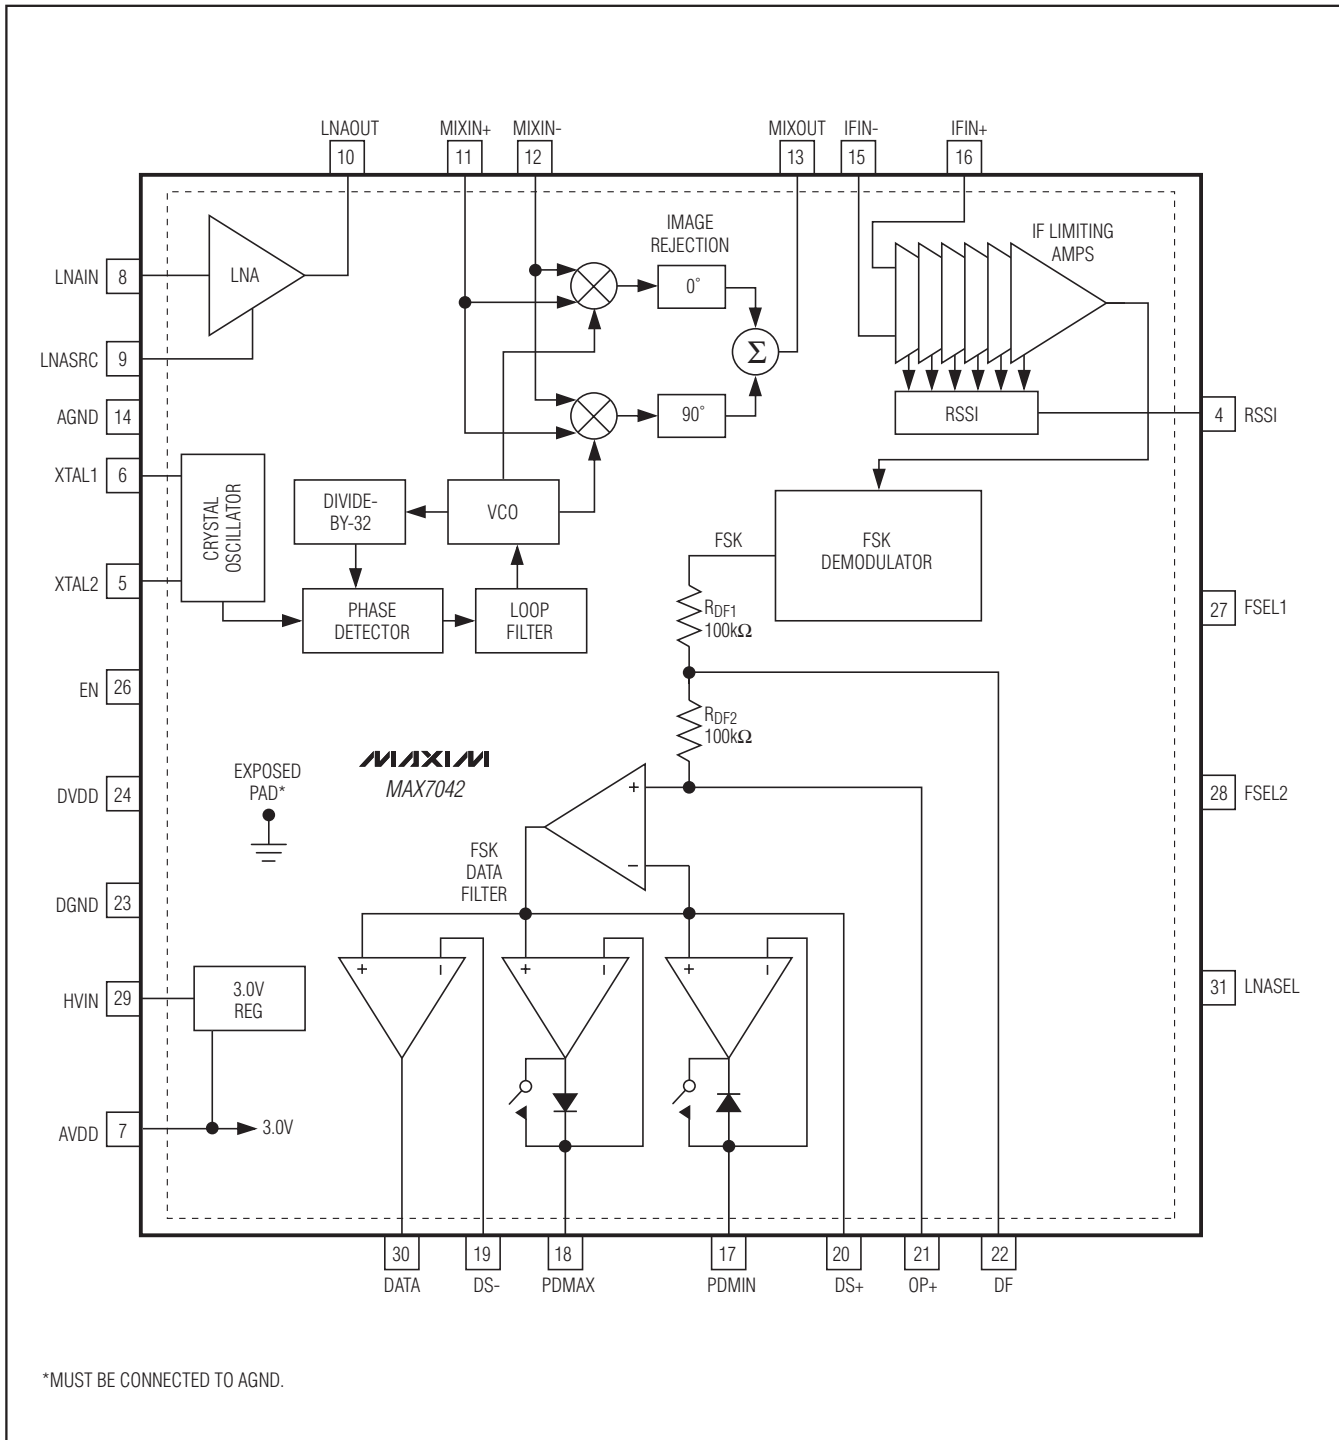 LNAOUT
10
MIXIN+
11
MIXIN-
12
MIXOUT
13
IFIN-
15
IFIN+
16
LNAIN
8
LNASRC
9
AGND
14
XTAL1
6
XTAL2
5
EN
26
DVDD
24
DGND
23
HVIN
29
AVDD
7
LNA
IMAGE
REJECTION
0°
90°
Σ
IF LIMITING
AMPS
RSSI
4
RSSI
CRYSTAL
OSCILLATOR
DIVIDE-
BY-32
VCO
PHASE
DETECTOR
LOOP
FILTER
FSK
FSK
DEMODULATOR
RDF1
100kΩ
RDF2
100kΩ
27
FSEL1
28
FSEL2
31
LNASEL
MAXIM
MAX7042
EXPOSED
PAD*
+
−
FSK
DATA
FILTER
+
−
+
−
+
−
3.0V
REG
3.0V
30
DATA
19
DS-
18
PDMAX
17
PDMIN
20
DS+
21
OP+
22
DF
*MUST BE CONNECTED TO AGND.